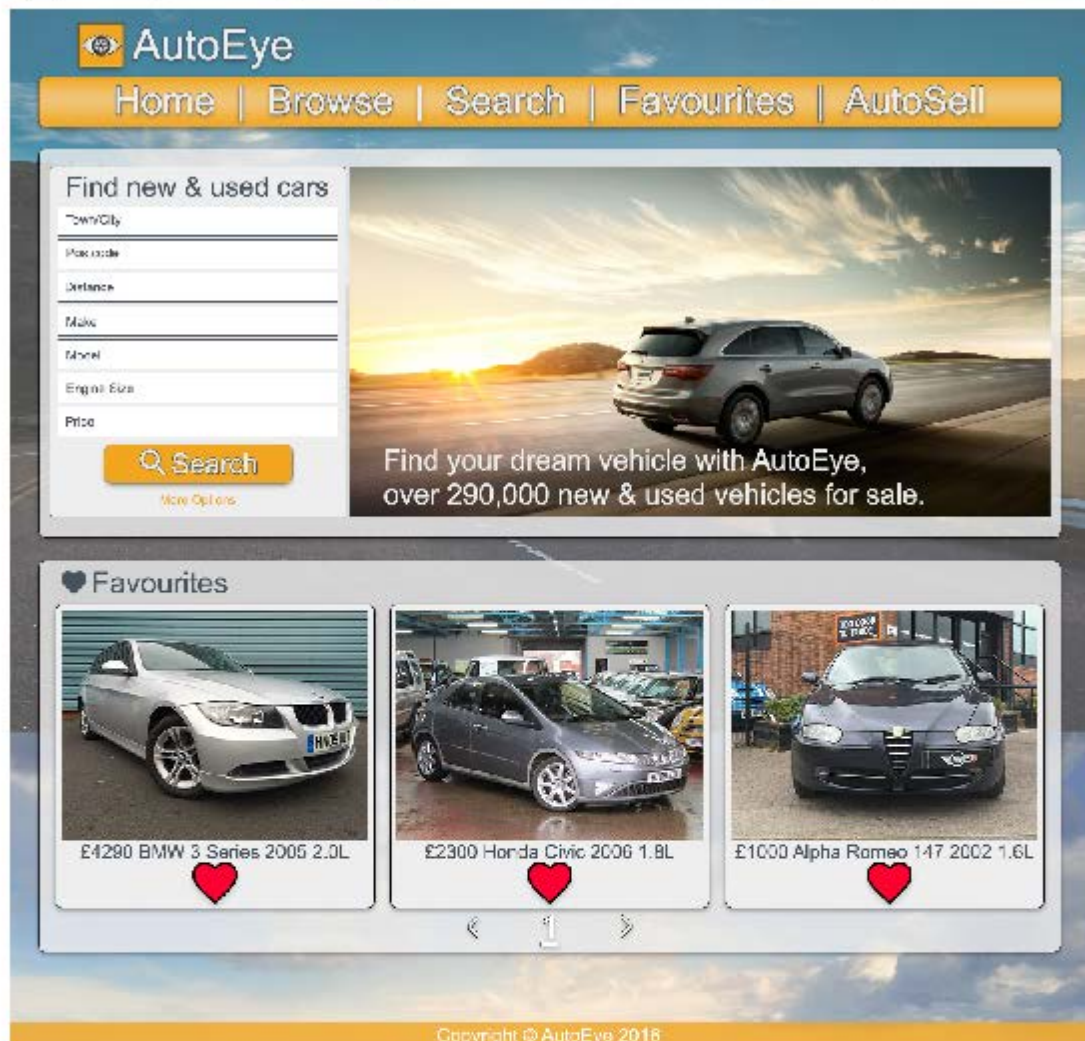 AutoEye
Home | Browse | Search | Favourites | AutoSell
Find new & used cars
Town/City
Postcode
Distance
Make
Model
Engine Size
Price
Search
More Options
Find your dream vehicle with AutoEye,
over 290,000 new & used vehicles for sale.
Favourites
£4290 BMW 3 Series 2005 2.0L
£2300 Honda Civic 2006 1.8L
£1000 Alpha Romeo 147 2002 1.6L
< 1 >
Copyright © AutoEye 2016